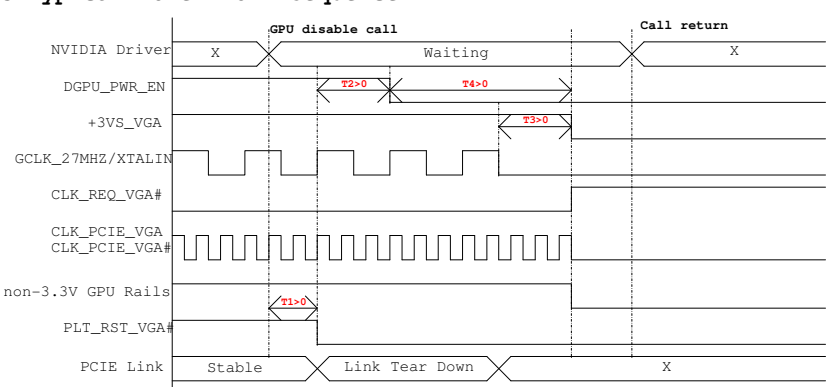 GPU disable call
Call return
NVIDIA Driver X Waiting X
DGPU_PWR_EN T2>0 T4>0
+3VS_VGA T3>0
GCLK_27MHZ/XTALIN
CLK_REQ_VGA#
CLK_PCIE_VGA
CLK_PCIE_VGA#
non-3.3V GPU Rails
T1>0
PLT_RST_VGA#
PCIE Link Stable Link Tear Down X